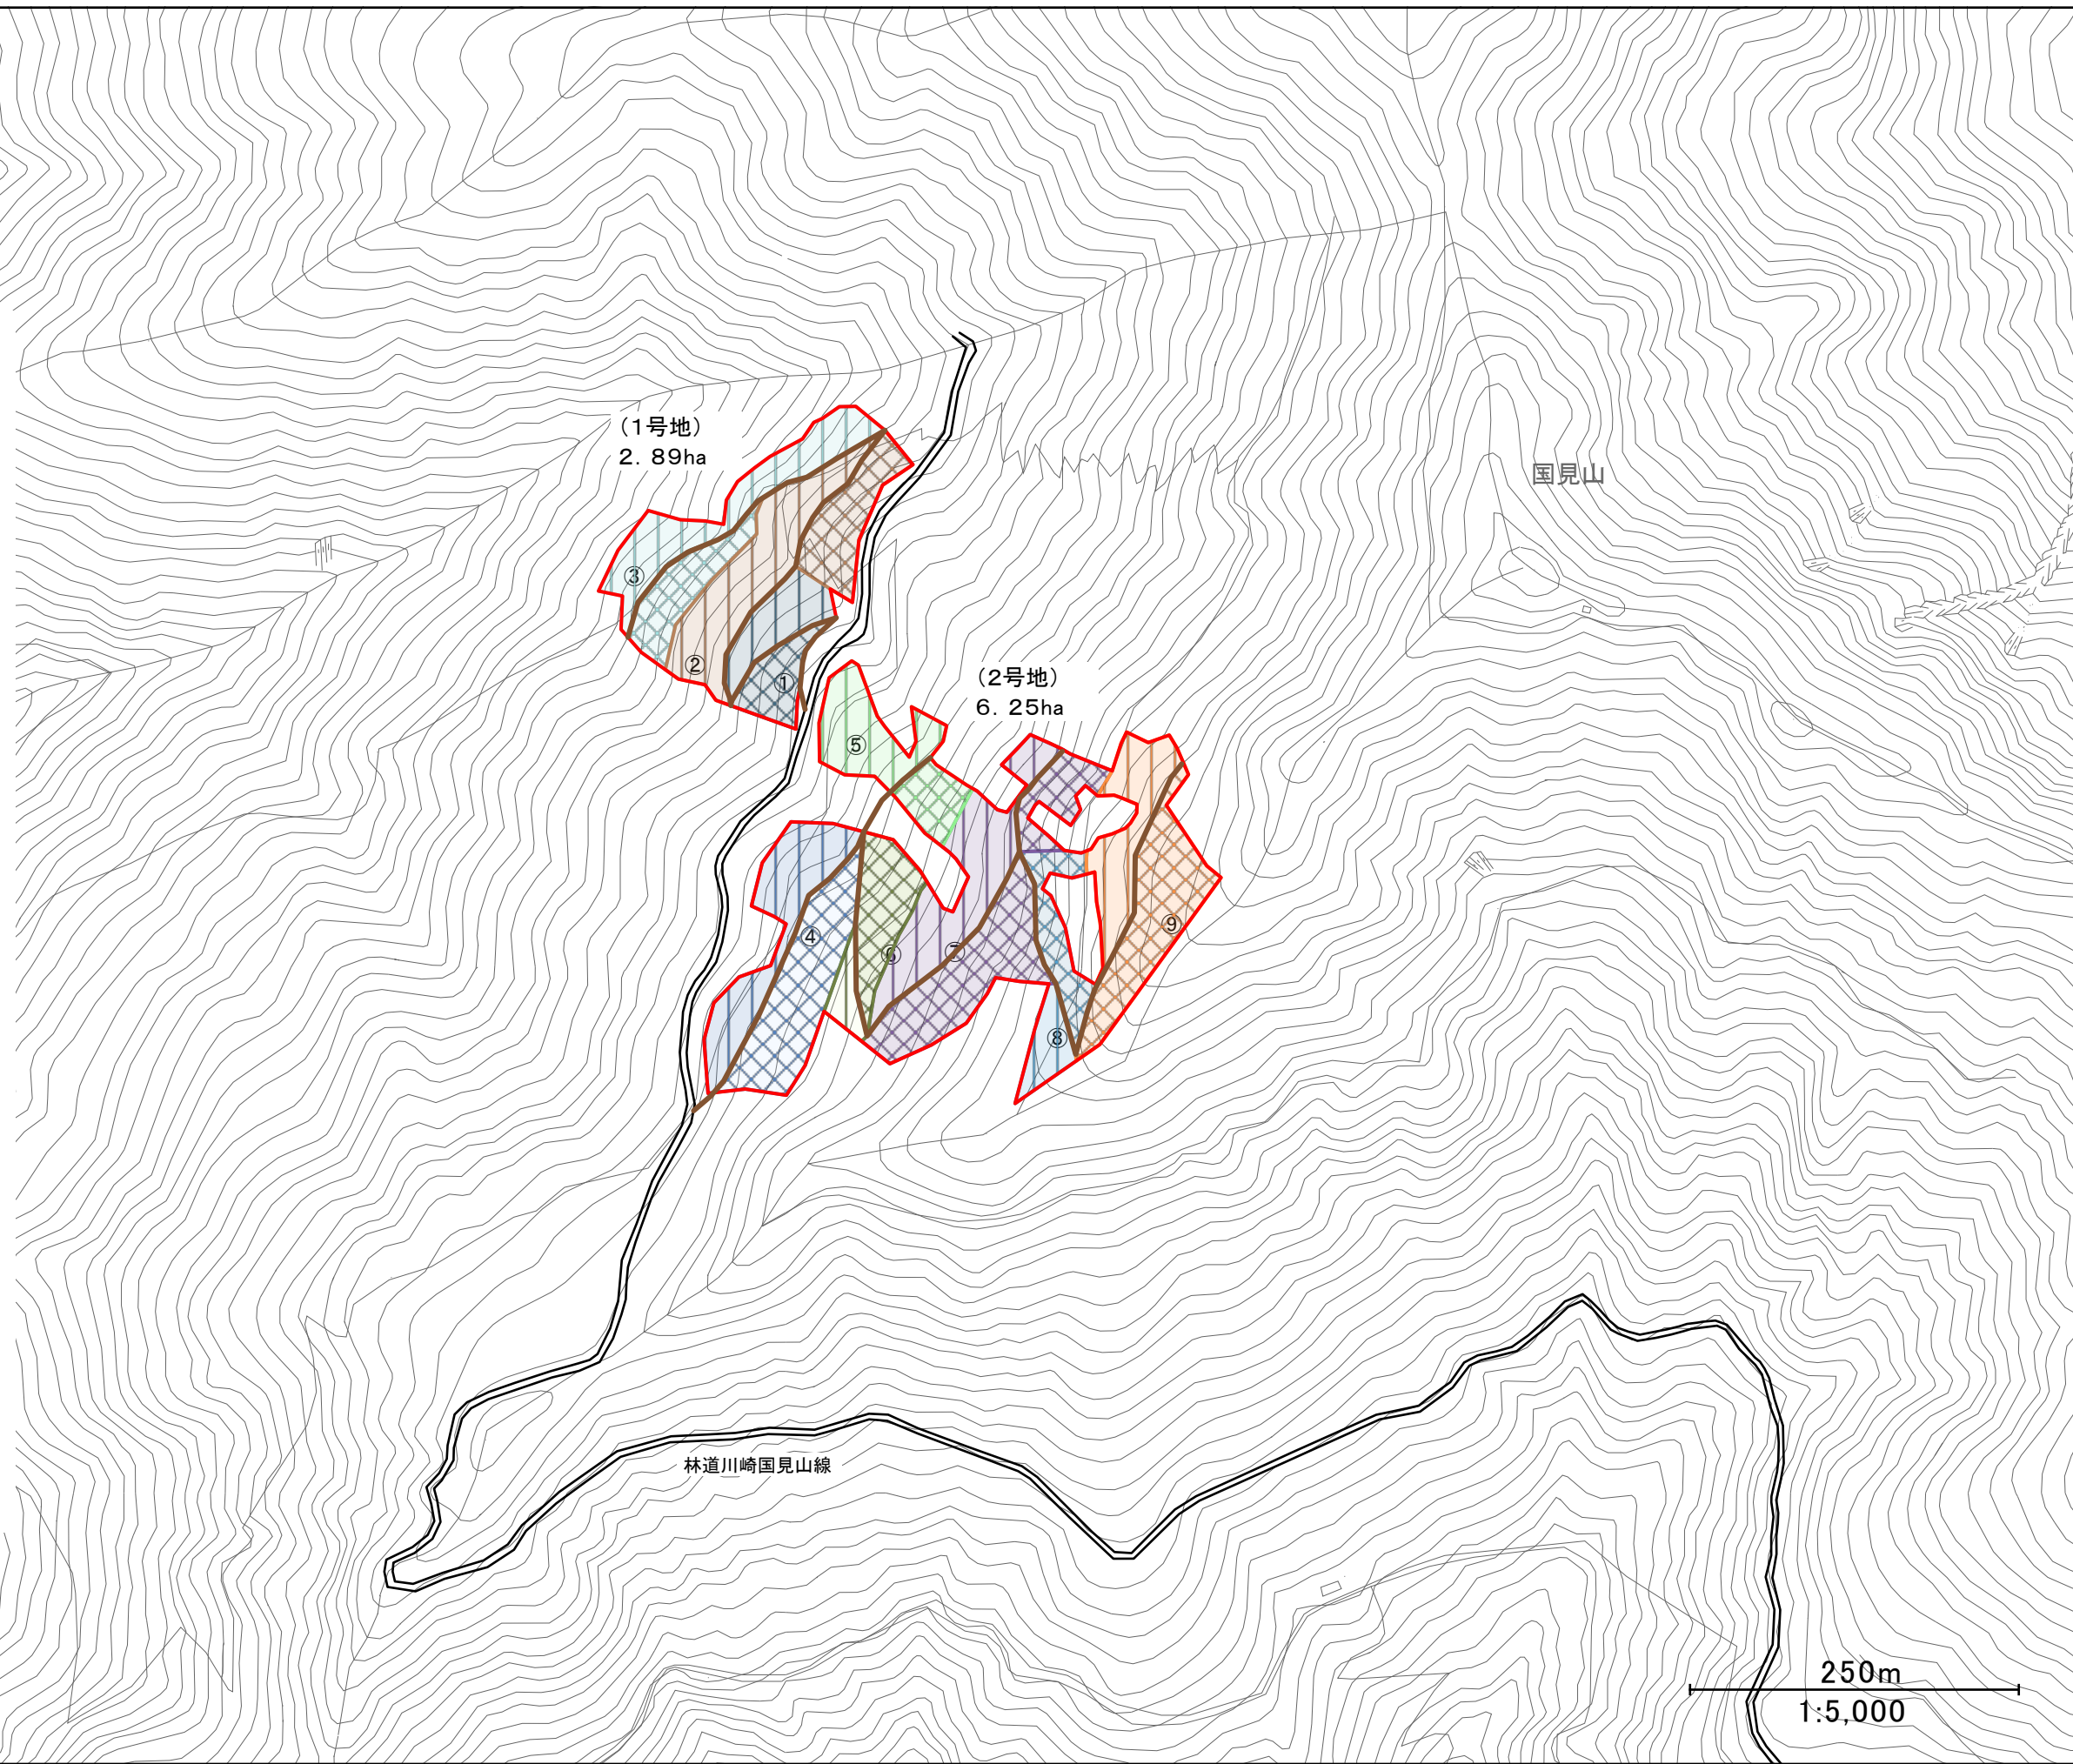 （1号地）
2．89ha
国見山
③
②
①
（2号地）
6．25ha
⑤
④
⑥
⑦
⑨
⑧
林道川崎国見山線
250m
1:5,000